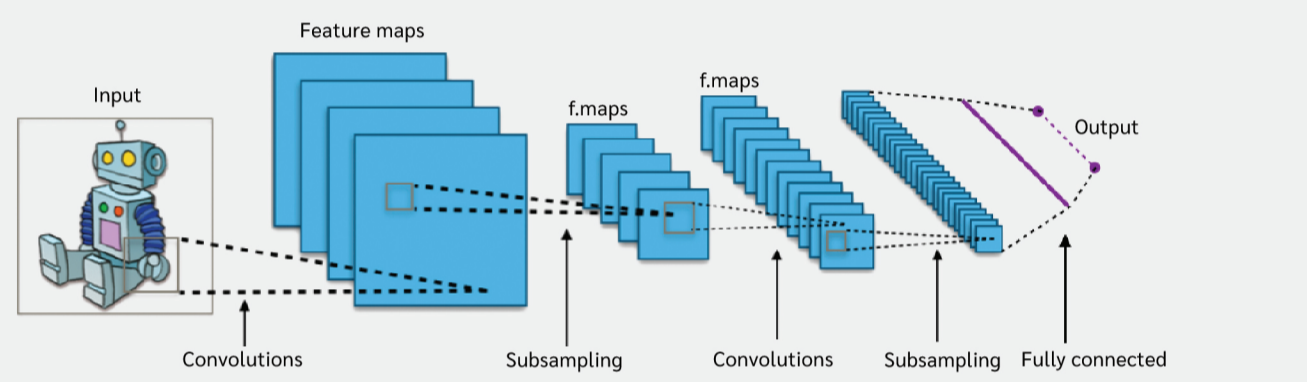 Input
Feature maps
f.maps
f.maps
Output
Convolutions
Subsampling
Convolutions
Subsampling
Fully connected